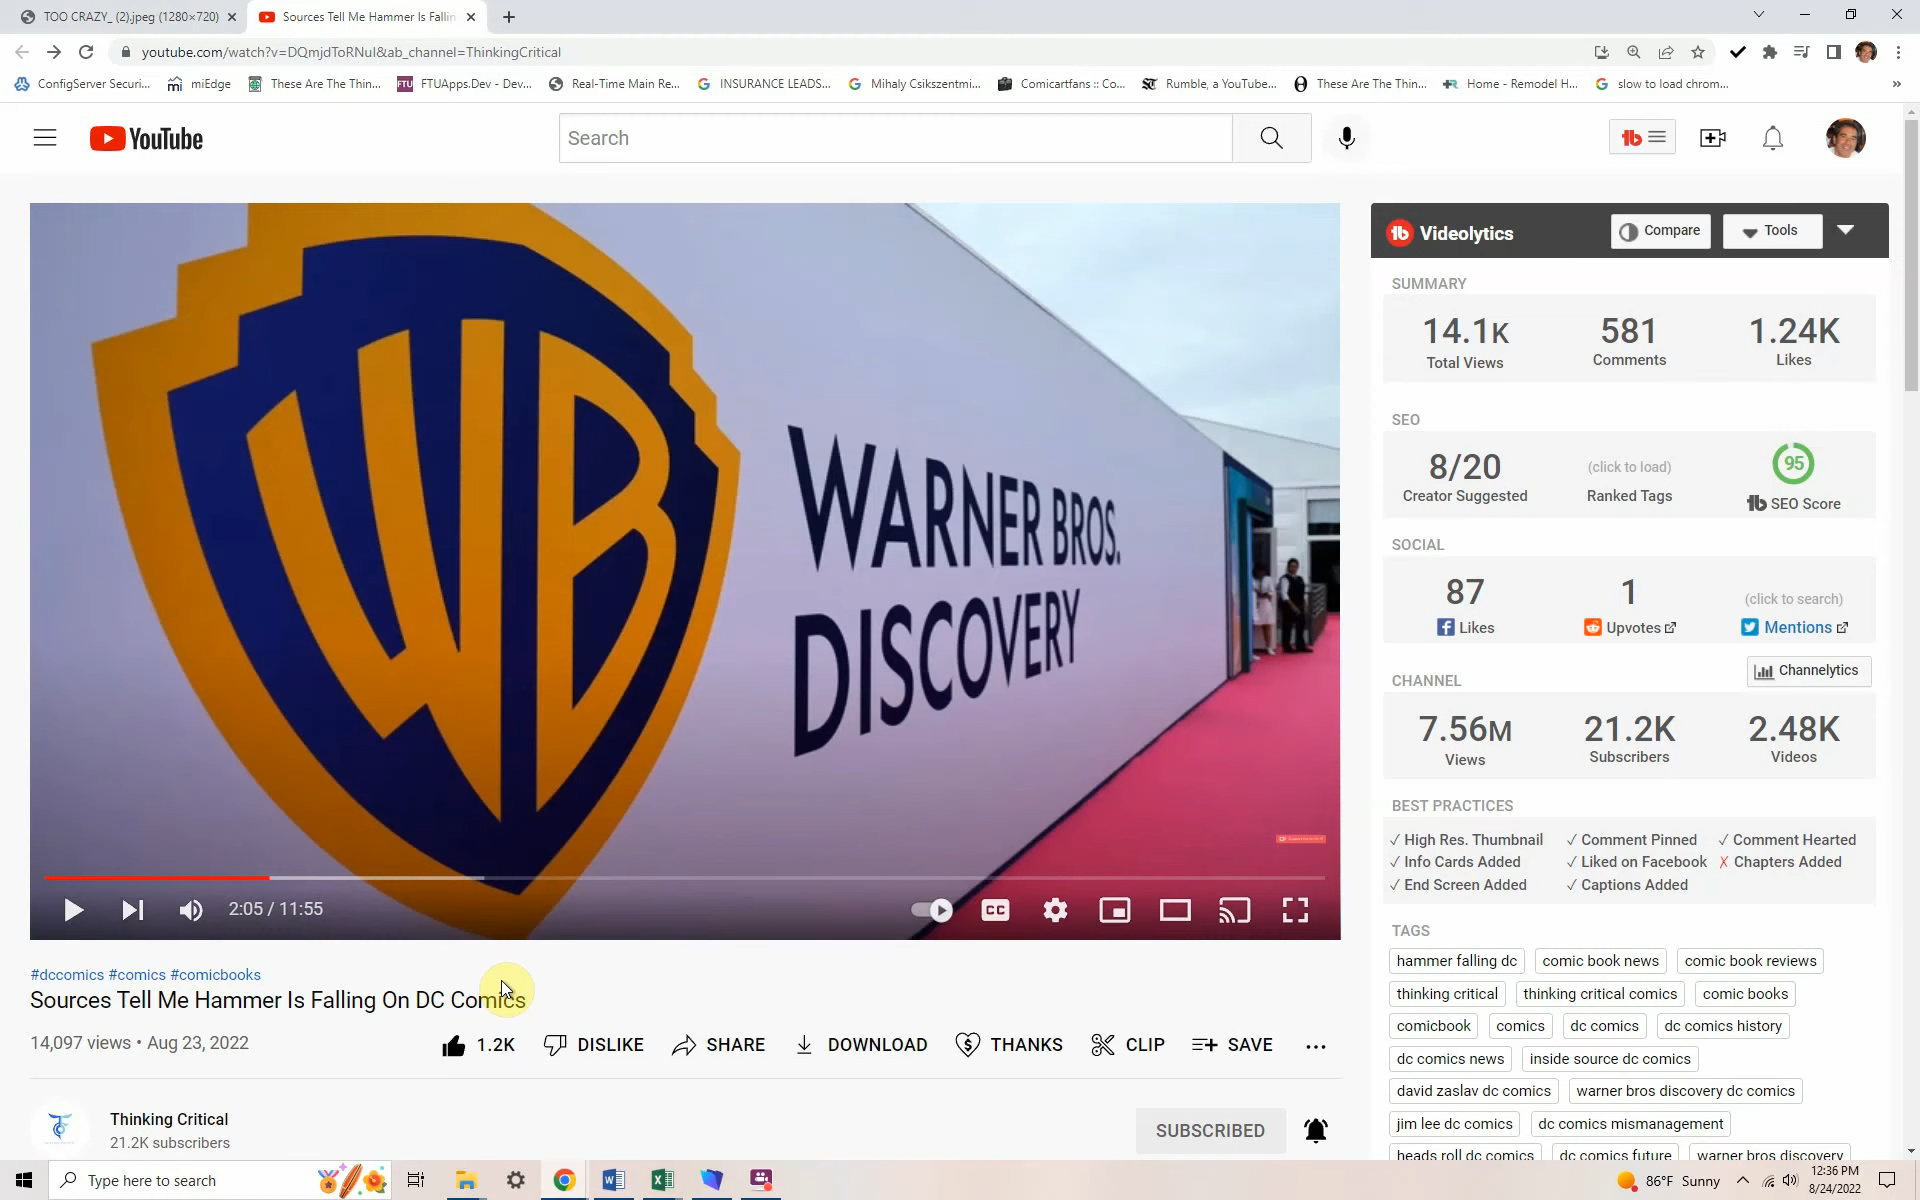 TOO CRAZY_ (2).jpeg (1280×720)
Sources Tell Me Hammer Is Fallin
youtube.com/watch?v=DQmjdToRNuI&ab_channel=ThinkingCritical
ConfigServer Securi... miEdge These Are The Thin... FTU FTUApps.Dev - Dev... Real-Time Main Re... INSURANCE LEADS... Mihaly Csikszentmi... Comicartfans :: Co... Rumble, a YouTube... These Are The Thin... Home - Remodel H... slow to load chrom... »
YouTube
Search
tb
WB
WARNER BROS.
DISCOVERY
2:05 / 11:55
CC
#dccomics #comics #comicbooks
Sources Tell Me Hammer Is Falling On DC Comics
14,097 views • Aug 23, 2022
1.2K DISLIKE SHARE DOWNLOAD THANKS CLIP SAVE ...
Thinking Critical
21.2K subscribers
SUBSCRIBED
tb Videolytics Compare Tools
SUMMARY
14.1K 581 1.24K
Total Views Comments Likes
SEO
8/20 (click to load) 95
Creator Suggested Ranked Tags tb SEO Score
SOCIAL
87 1 (click to search)
Likes Upvotes Mentions
CHANNEL Channelytics
7.56M 21.2K 2.48K
Views Subscribers Videos
BEST PRACTICES
✓ High Res. Thumbnail ✓ Comment Pinned ✓ Comment Hearted
✓ Info Cards Added ✓ Liked on Facebook X Chapters Added
✓ End Screen Added ✓ Captions Added
TAGS
hammer falling dc comic book news comic book reviews
thinking critical thinking critical comics comic books
comicbook comics dc comics dc comics history
dc comics news inside source dc comics
david zaslav dc comics warner bros discovery dc comics
jim lee dc comics dc comics mismanagement
heads roll dc comics dc comics future warner bros discovery
Type here to search
86°F Sunny
12:36 PM
8/24/2022